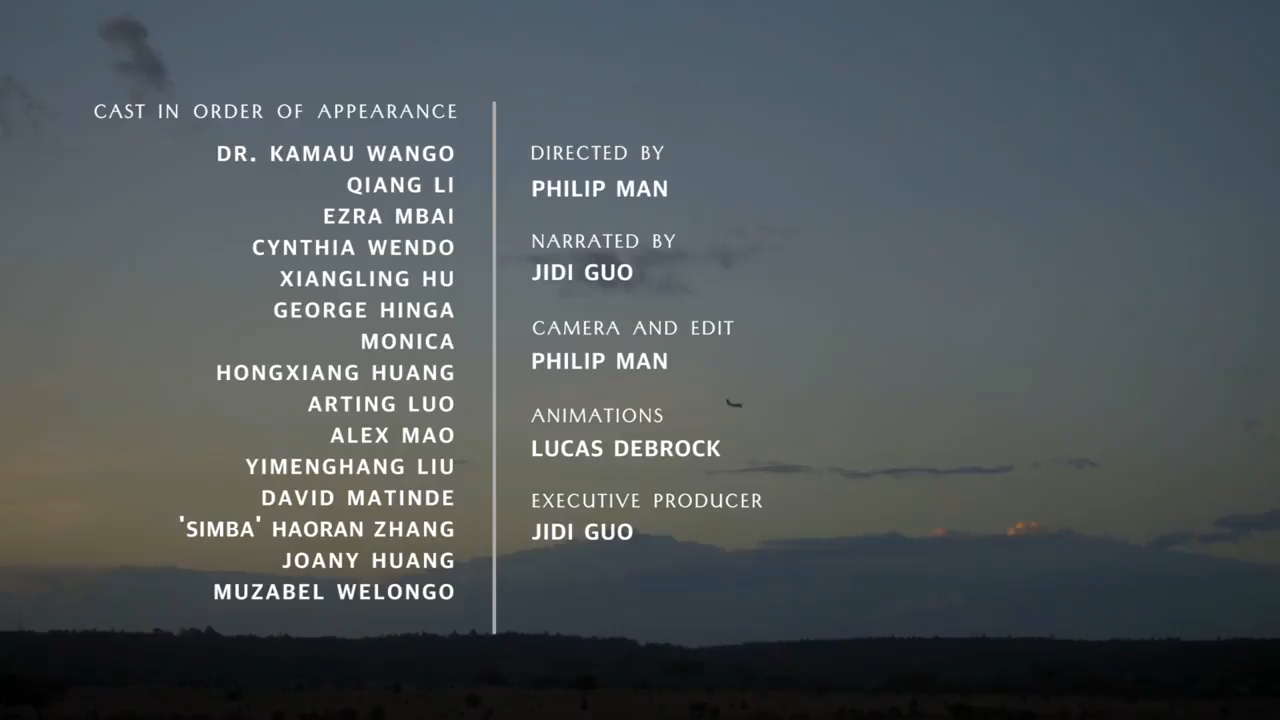 CAST IN ORDER OF APPEARANCE
DR. KAMAU WANGO
QIANG LI
EZRA MBAI
CYNTHIA WENDO
XIANGLING HU
GEORGE HINGA
MONICA
HONGXIANG HUANG
ARTING LUO
ALEX MAO
YIMENGHANG LIU
DAVID MATINDE
'SIMBA' HAORAN ZHANG
JOANY HUANG
MUZABEL WELONGO
DIRECTED BY
PHILIP MAN
NARRATED BY
JIDI GUO
CAMERA AND EDIT
PHILIP MAN
ANIMATIONS
LUCAS DEBROCK
EXECUTIVE PRODUCER
JIDI GUO